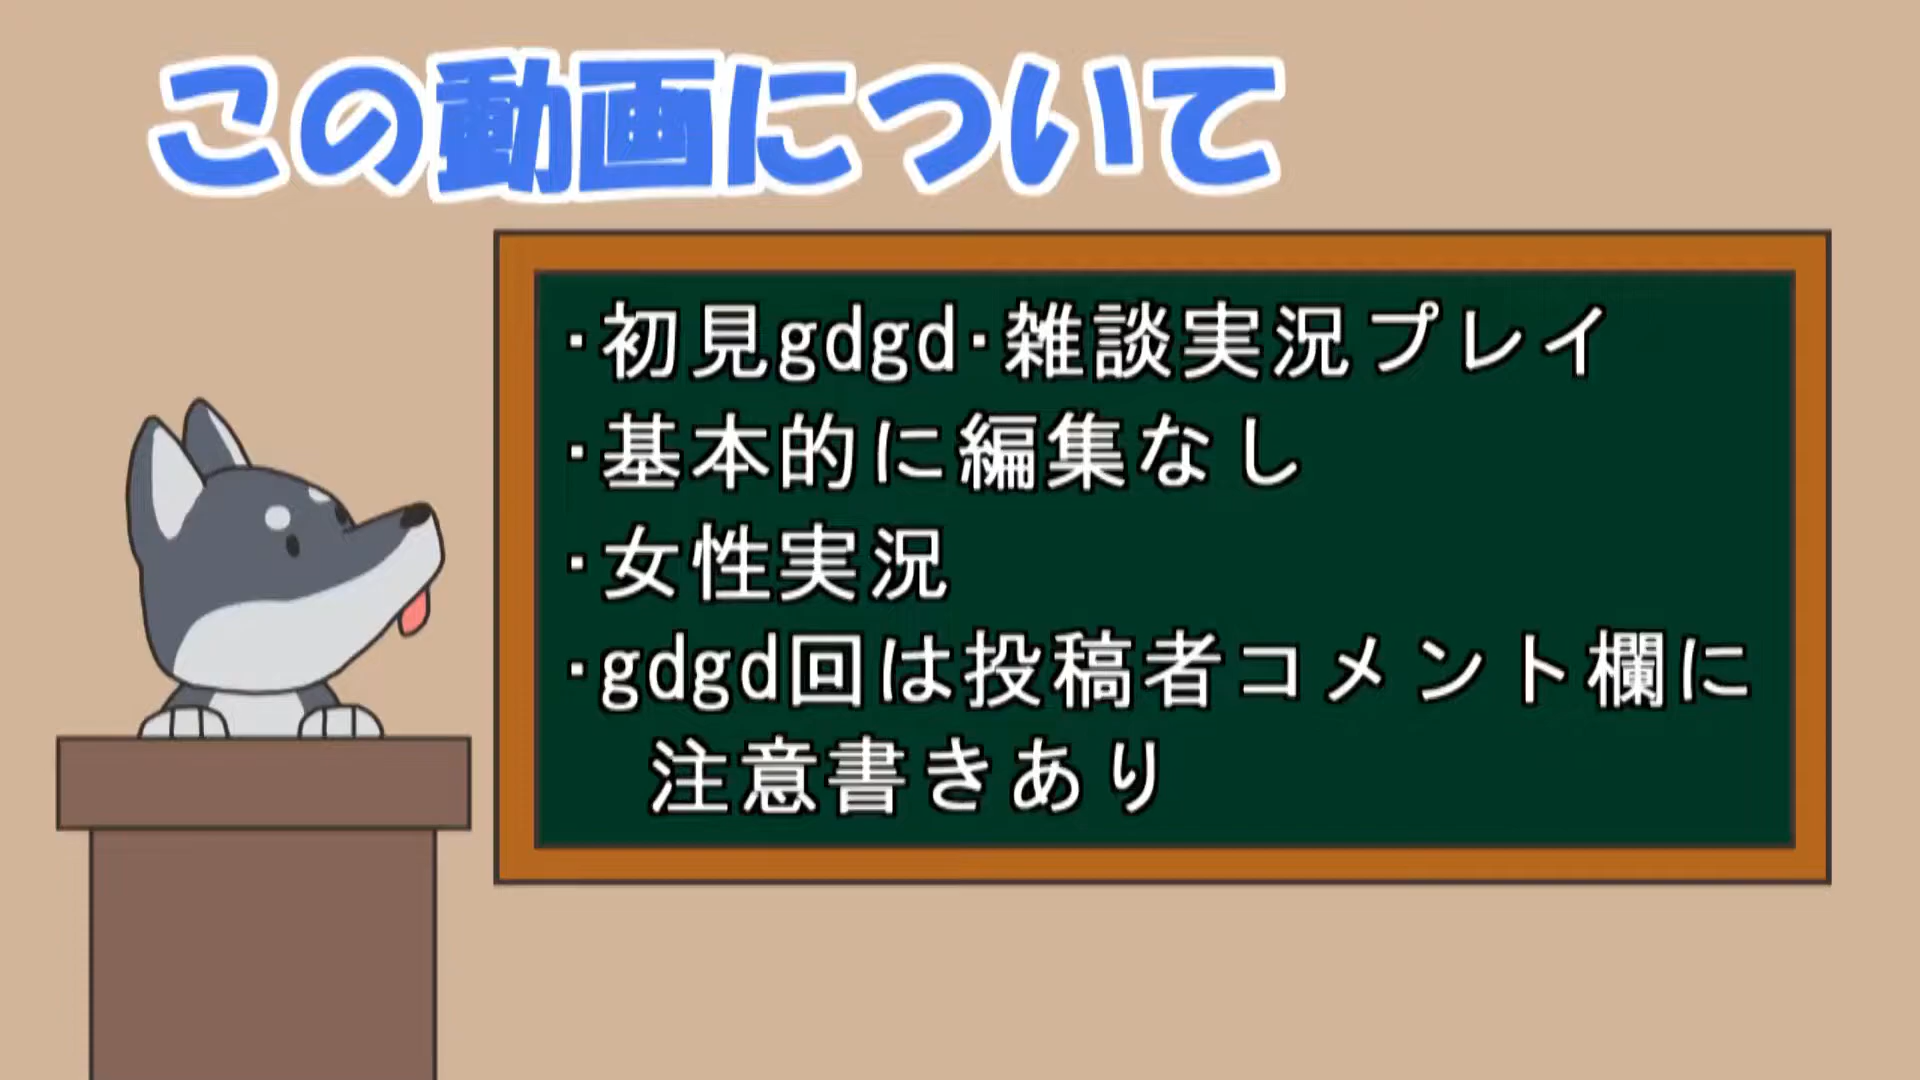 この動画について
・初見gdgd・雑談実況プレイ
・基本的に編集なし
・女性実況
・gdgd回は投稿者コメント欄に
注意書きあり